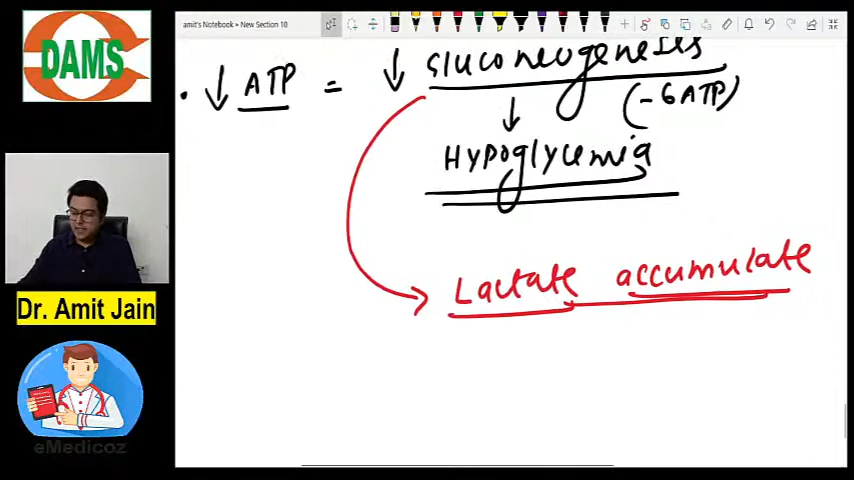 amit's Notebook > New Section 10
DAMS
• ↓ ATP = ↓ Gluconeogenesis
↓ (-6ATP)
Hypoglycemia
Lactate accumulate
Dr. Amit Jain
eMedicoz